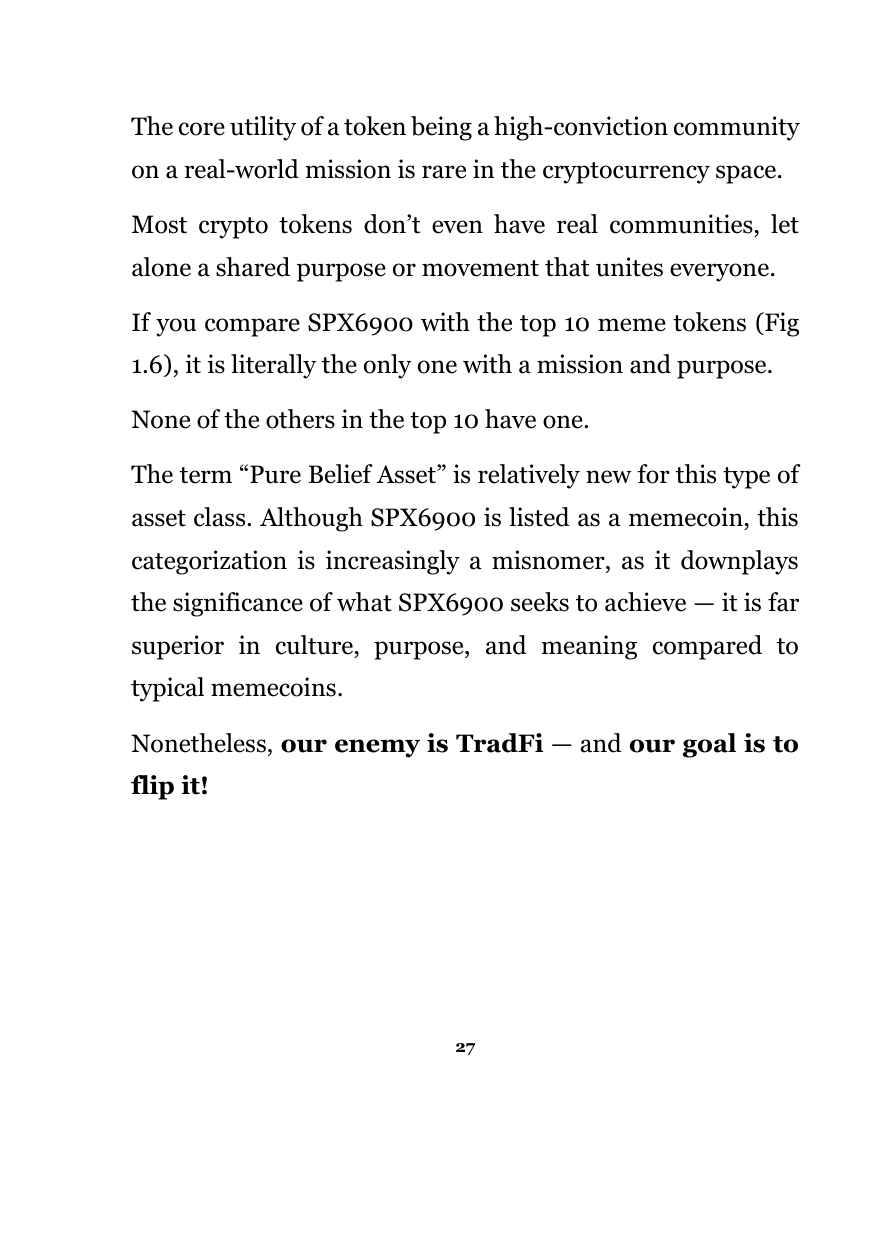 The core utility of a token being a high-conviction community
on a real-world mission is rare in the cryptocurrency space.
Most crypto tokens don’t even have real communities, let
alone a shared purpose or movement that unites everyone.
If you compare SPX6900 with the top 10 meme tokens (Fig
1.6), it is literally the only one with a mission and purpose.
None of the others in the top 10 have one.
The term “Pure Belief Asset” is relatively new for this type of
asset class. Although SPX6900 is listed as a memecoin, this
categorization is increasingly a misnomer, as it downplays
the significance of what SPX6900 seeks to achieve — it is far
superior in culture, purpose, and meaning compared to
typical memecoins.
Nonetheless, our enemy is TradFi — and our goal is to
flip it!
27